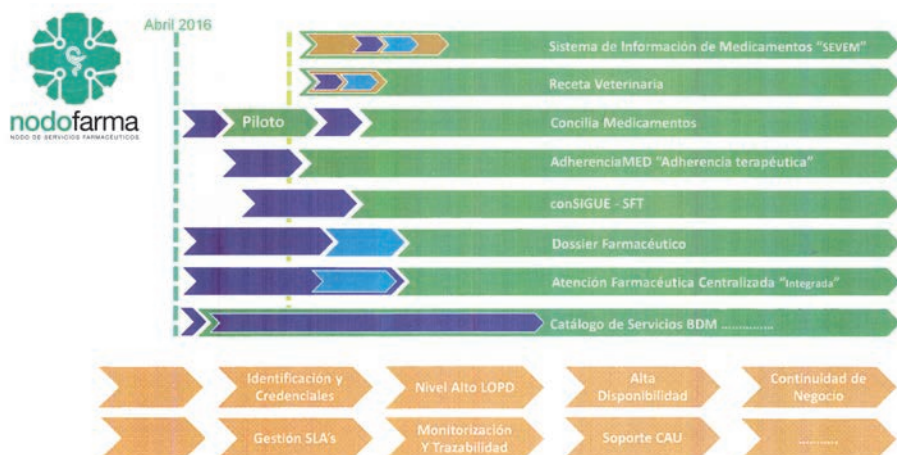 Abril 2016
nodofarma
NODO DE SERVICIOS FARMACÉUTICOS
Sistema de Información de Medicamentos “SEVEM”
Receta Veterinaria
Piloto
Concilia Medicamentos
AdherenciaMED “Adherencia terapéutica”
conSIGUE - SFT
Dossier Farmacéutico
Atención Farmacéutica Centralizada “Integrada”
Catálogo de Servicios BDM ..............
Identificación y
Credenciales
Nivel Alto LOPD
Alta
Disponibilidad
Continuidad de
Negocio
Gestión SLA's
Monitorización
Y Trazabilidad
Soporte CAU
..........